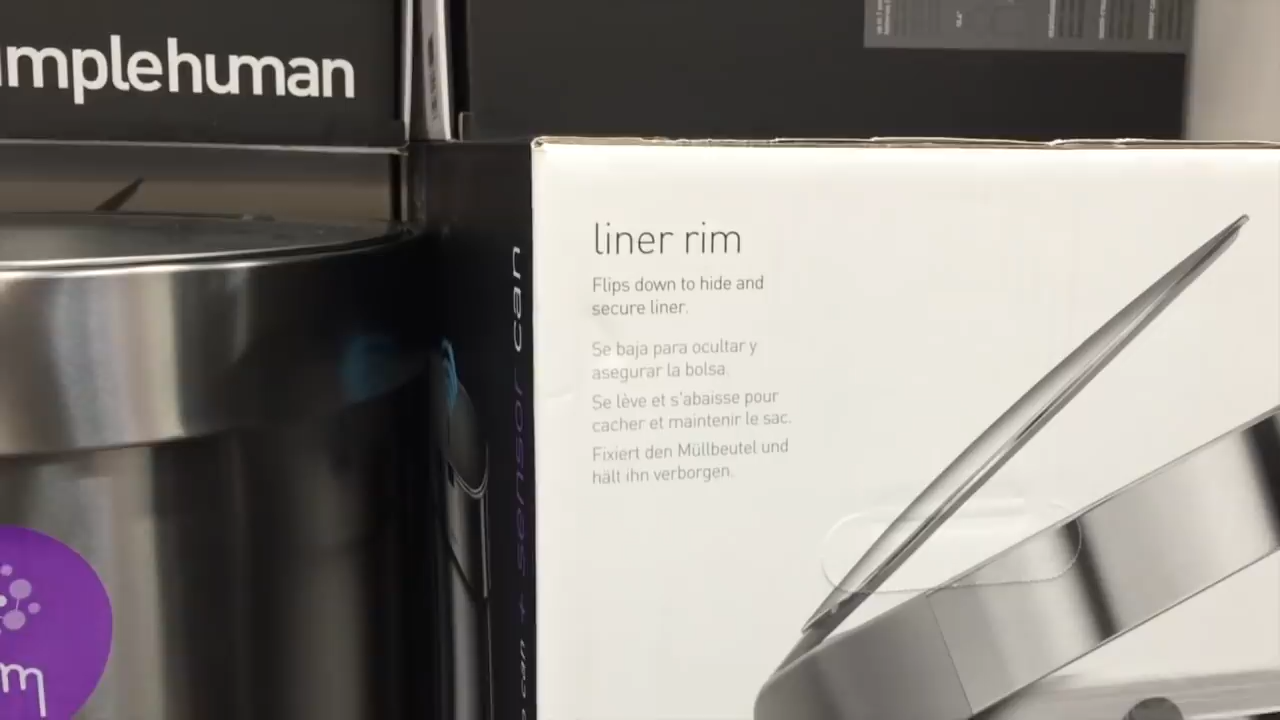 mplehuman
liner rim
Flips down to hide and
secure liner.
Se baja para ocultar y
asegurar la bolsa.
Se lève et s'abaisse pour
cacher et maintenir le sac.
Fixiert den Müllbeutel und
hält ihn verborgen.
can + sensor can
m